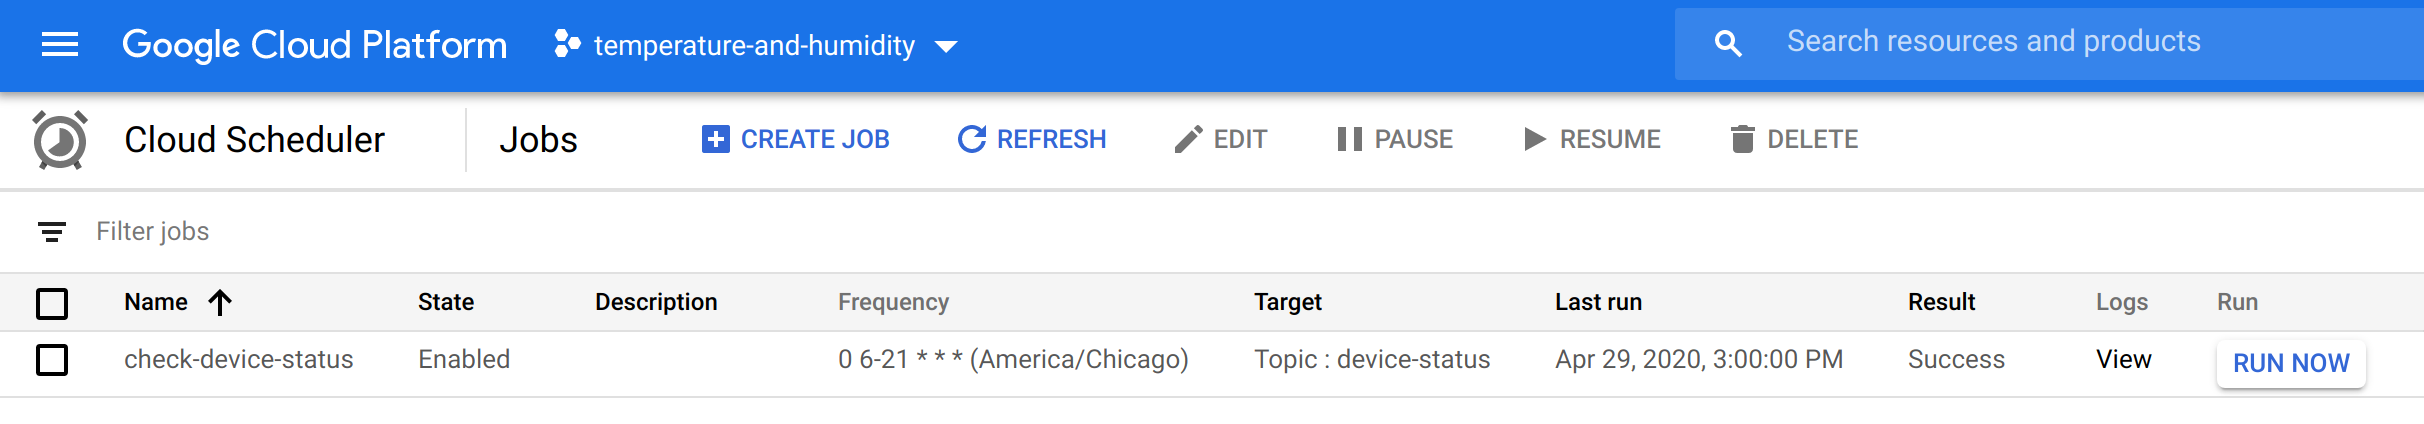 Google Cloud Platform temperature-and-humidity Search resources and products
Cloud Scheduler Jobs CREATE JOB REFRESH EDIT PAUSE RESUME DELETE
Filter jobs
Name State Description Frequency Target Last run Result Logs Run
check-device-status Enabled 0 6-21 * * * (America/Chicago) Topic : device-status Apr 29, 2020, 3:00:00 PM Success View RUN NOW